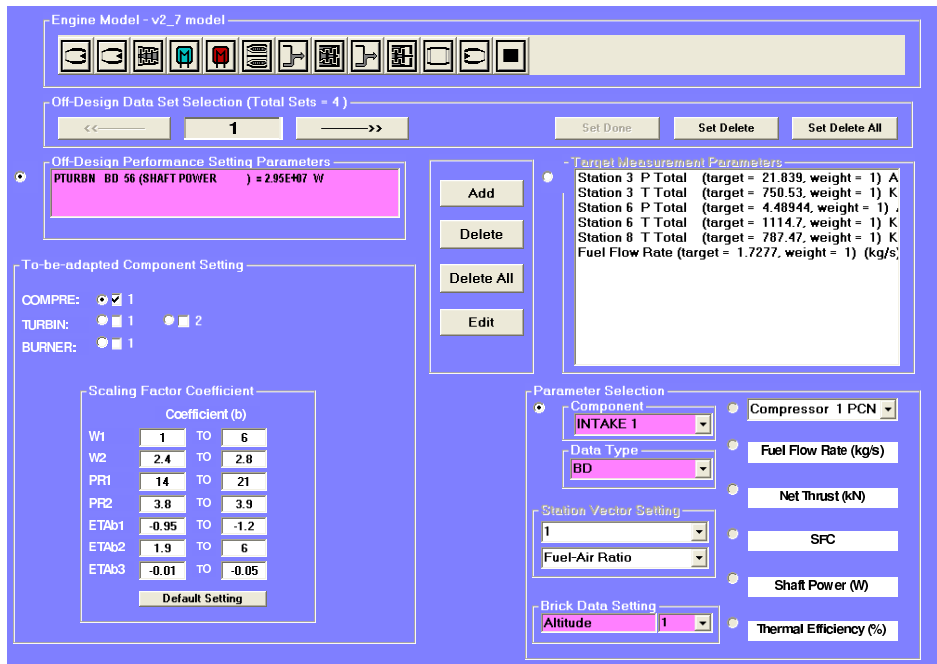 Engine Model - v2_7 model
Off-Design Data Set Selection (Total Sets = 4 )
<<——— 1 ———>> Set Done Set Delete Set Delete All
Off-Design Performance Setting Parameters
PTURBN BD 56 (SHAFT POWER ) = 2.95E+07 W
Add
Delete
Delete All
Edit
Target Measurement Parameters
Station 3 P Total (target = 21.839, weight = 1) A
Station 3 T Total (target = 750.53, weight = 1) K
Station 6 P Total (target = 4.48944, weight = 1)
Station 6 T Total (target = 1114.7, weight = 1) K
Station 8 T Total (target = 787.47, weight = 1) K
Fuel Flow Rate (target = 1.7277, weight = 1) (kg/s)
To-be-adapted Component Setting
COMPRE: 1
TURBIN: 1 2
BURNER: 1
Scaling Factor Coefficient
Coefficient (b)
W1 1 TO 6
W2 2.4 TO 2.8
PR1 14 TO 21
PR2 3.8 TO 3.9
ETAb1 -0.95 TO -1.2
ETAb2 1.9 TO 6
ETAb3 -0.01 TO -0.05
Default Setting
Parameter Selection
Component
INTAKE 1
Data Type
BD
Station Vector Setting
1
Fuel-Air Ratio
Brick Data Setting
Altitude 1
Compressor 1 PCN
Fuel Flow Rate (kg/s)
Net Thrust (kN)
SFC
Shaft Power (W)
Thermal Efficiency (%)